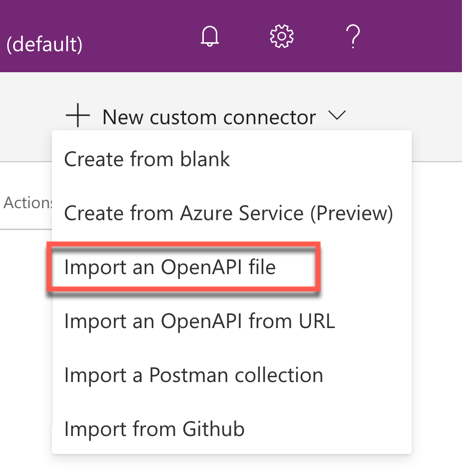 (default)
New custom connector
Create from blank
Actions
Create from Azure Service (Preview)
Import an OpenAPI file
Import an OpenAPI from URL
Import a Postman collection
Import from Github